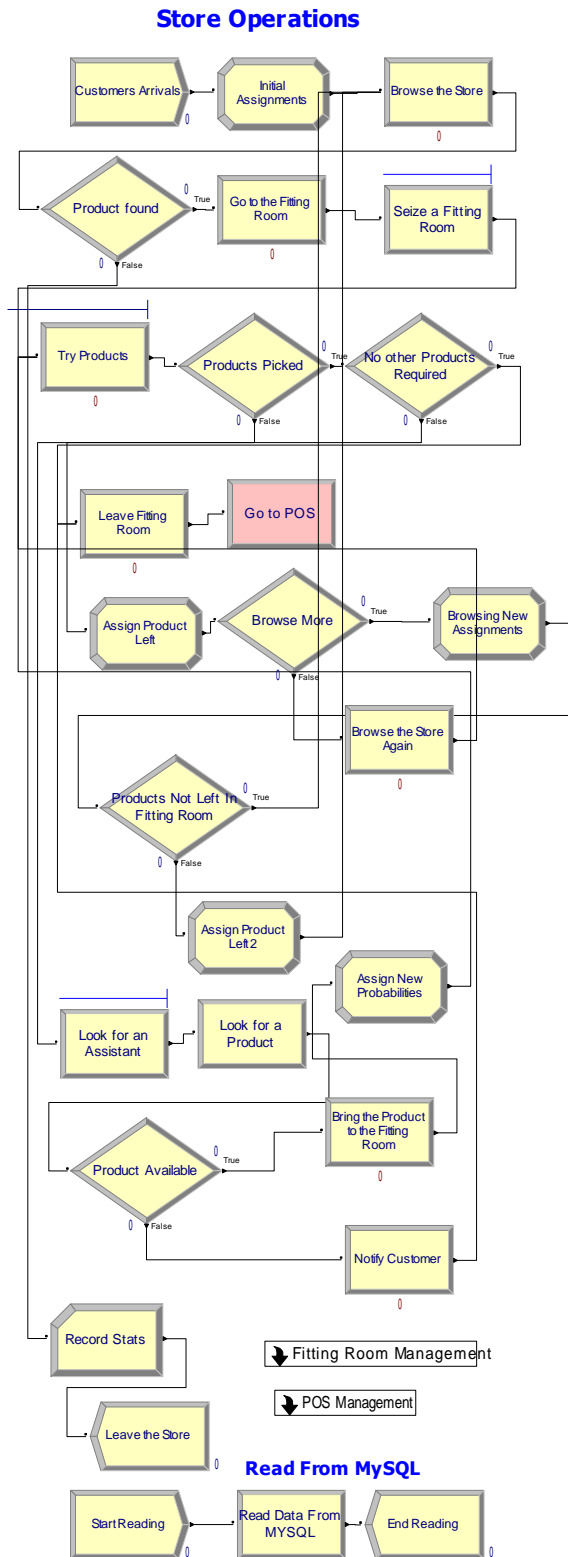 Store Operations
Customers Arrivals
Initial
Assignments
Browse the Store
0
0
Product found
0
True
0
False
Go to the Fitting
Room
0
Seize a Fitting
Room
Try Products
0
Products Picked
0
True
0
False
No other Products
Required
0
True
0
False
Leave Fitting
Room
0
Go to POS
Assign Product
Left
Browse More
0
True
0
False
Browsing New
Assignments
Browse the Store
Again
0
Products Not Left In
Fitting Room
0
True
0
False
Assign Product
Left2
Assign New
Probabilities
Look for an
Assistant
Look for a
Product
Bring the Product
to the Fitting
Room
0
Product Available
0
True
0
False
Notify Customer
0
Record Stats
Fitting Room Management
POS Management
Leave the Store
0
Read From MySQL
Start Reading
0
Read Data From
MYSQL
End Reading
0